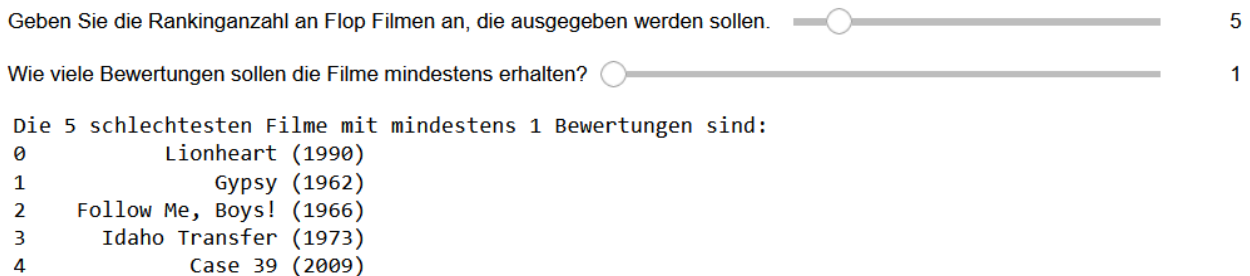 Geben Sie die Rankinganzahl an Flop Filmen an, die ausgegeben werden sollen. 5
Wie viele Bewertungen sollen die Filme mindestens erhalten? 1
Die 5 schlechtesten Filme mit mindestens 1 Bewertungen sind:
0 Lionheart (1990)
1 Gypsy (1962)
2 Follow Me, Boys! (1966)
3 Idaho Transfer (1973)
4 Case 39 (2009)